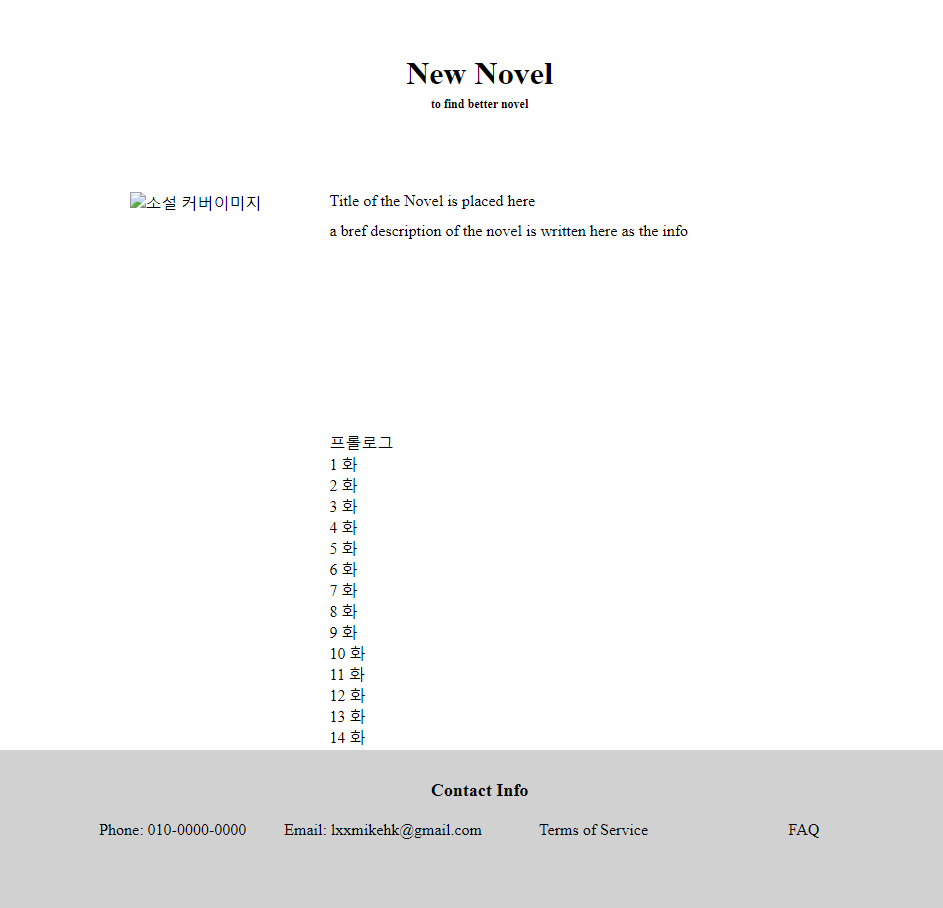 New Novel
to find better novel
소설 커버이미지
Title of the Novel is placed here
a bref description of the novel is written here as the info
프롤로그
1 화
2 화
3 화
4 화
5 화
6 화
7 화
8 화
9 화
10 화
11 화
12 화
13 화
14 화
Contact Info
Phone: 010-0000-0000 Email: lxxmikehk@gmail.com Terms of Service FAQ